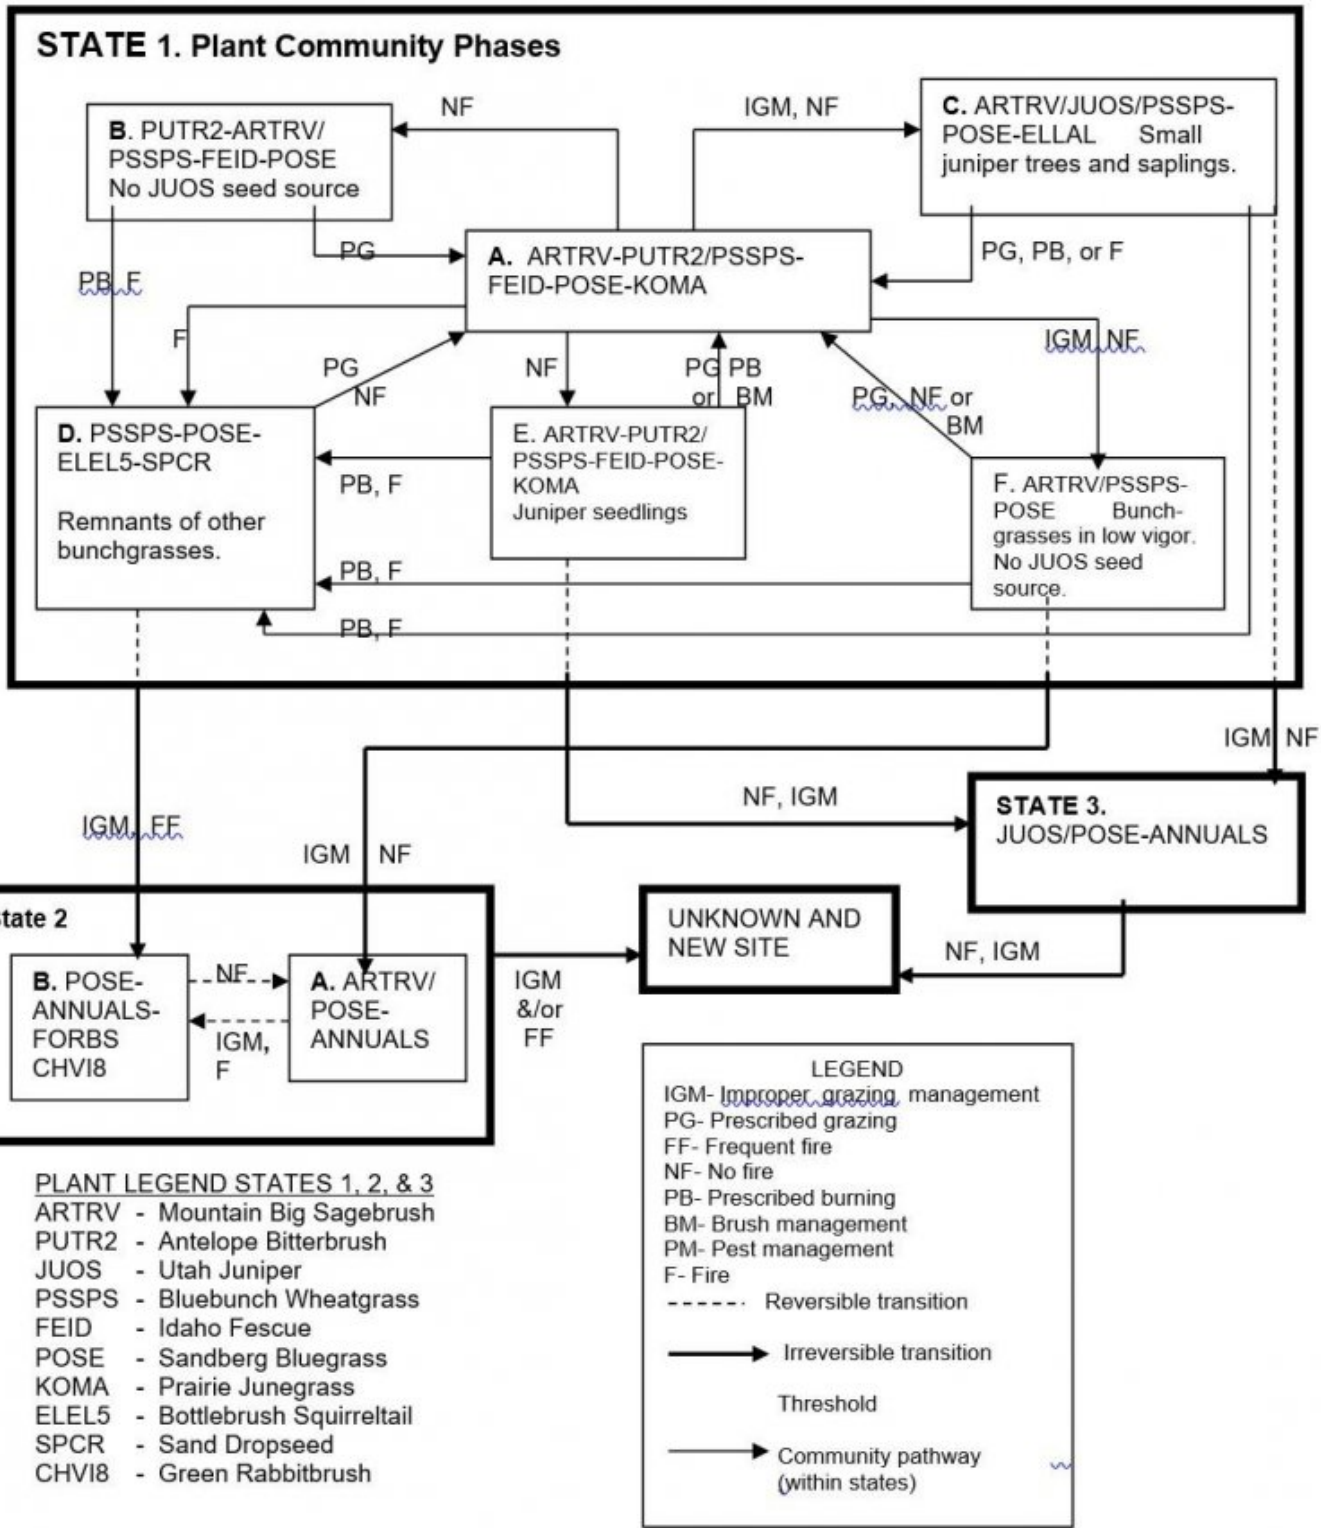 STATE 1. Plant Community Phases
B. PUTR2-ARTRV/
PSSPS-FEID-POSE
No JUOS seed source
NF
IGM, NF
C. ARTRV/JUOS/PSSPS-
POSE-ELLAL Small
juniper trees and saplings.
PG
PB, F
A. ARTRV-PUTR2/PSSPS-
FEID-POSE-KOMA
PG, PB, or F
F
PG
NF
NF
PG PB
or BM
PG, NF or
BM
IGM, NF
D. PSSPS-POSE-
ELEL5-SPCR
Remnants of other
bunchgrasses.
PB, F
E. ARTRV-PUTR2/
PSSPS-FEID-POSE-
KOMA
Juniper seedlings
F. ARTRV/PSSPS-
POSE Bunch-
grasses in low vigor.
No JUOS seed
source.
PB, F
PB, F
IGM NF
NF, IGM
STATE 3.
JUOS/POSE-ANNUALS
IGM, FF
IGM NF
tate 2
B. POSE-
ANNUALS-
FORBS
CHVI8
NF
IGM,
F
A. ARTRV/
POSE-
ANNUALS
IGM
&/or
FF
UNKNOWN AND
NEW SITE
NF, IGM
LEGEND
IGM- Improper grazing management
PG- Prescribed grazing
FF- Frequent fire
NF- No fire
PB- Prescribed burning
BM- Brush management
PM- Pest management
F- Fire
Reversible transition
Irreversible transition
Threshold
Community pathway
(within states)
PLANT LEGEND STATES 1, 2, & 3
ARTRV - Mountain Big Sagebrush
PUTR2 - Antelope Bitterbrush
JUOS - Utah Juniper
PSSPS - Bluebunch Wheatgrass
FEID - Idaho Fescue
POSE - Sandberg Bluegrass
KOMA - Prairie Junegrass
ELEL5 - Bottlebrush Squirreltail
SPCR - Sand Dropseed
CHVI8 - Green Rabbitbrush